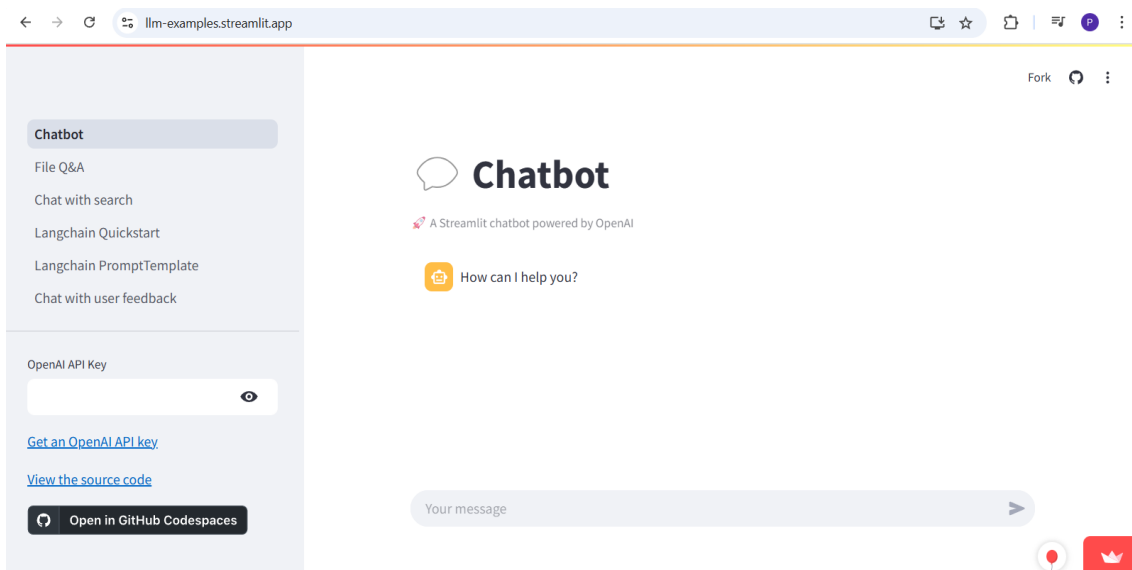 llm-examples.streamlit.app
P
Fork
Chatbot
File Q&A
Chat with search
Langchain Quickstart
Langchain PromptTemplate
Chat with user feedback
OpenAI API Key
Get an OpenAI API key
View the source code
Open in GitHub Codespaces
Chatbot
A Streamlit chatbot powered by OpenAI
How can I help you?
Your message